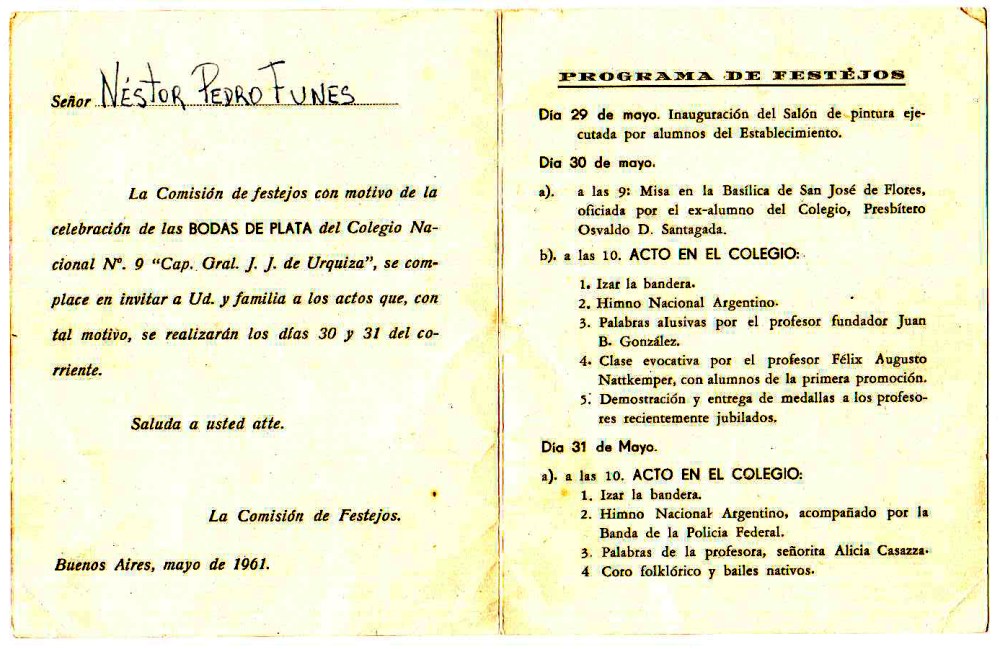 Señor NÉSTOR PEDRO FUNES
La Comisión de festejos con motivo de la
celebración de las BODAS DE PLATA del Colegio Na-
cional Nº. 9 “Cap. Gral. J. J. de Urquiza”, se com-
place en invitar a Ud. y familia a los actos que, con
tal motivo, se realizarán los días 30 y 31 del co-
rriente.
Saluda a usted atte.
La Comisión de Festejos.
Buenos Aires, mayo de 1961.
PROGRAMA DE FESTÉJOS
Día 29 de mayo. Inauguración del Salón de pintura eje-
cutada por alumnos del Establecimiento.
Día 30 de mayo.
a). a las 9: Misa en la Basílica de San José de Flores,
oficiada por el ex-alumno del Colegio, Presbítero
Osvaldo D. Santagada.
b). a las 10. ACTO EN EL COLEGIO:
1. Izar la bandera.
2. Himno Nacional Argentino.
3. Palabras alusivas por el profesor fundador Juan
B. González.
4. Clase evocativa por el profesor Félix Augusto
Nattkemper, con alumnos de la primera promoción.
5. Demostración y entrega de medallas a los profeso-
res recientemente jubilados.
Día 31 de Mayo.
a). a las 10. ACTO EN EL COLEGIO:
1. Izar la bandera.
2. Himno Nacional Argentino, acompañado por la
Banda de la Policia Federal.
3. Palabras de la profesora, señorita Alicia Casazza.
4 Coro folklórico y bailes nativos.